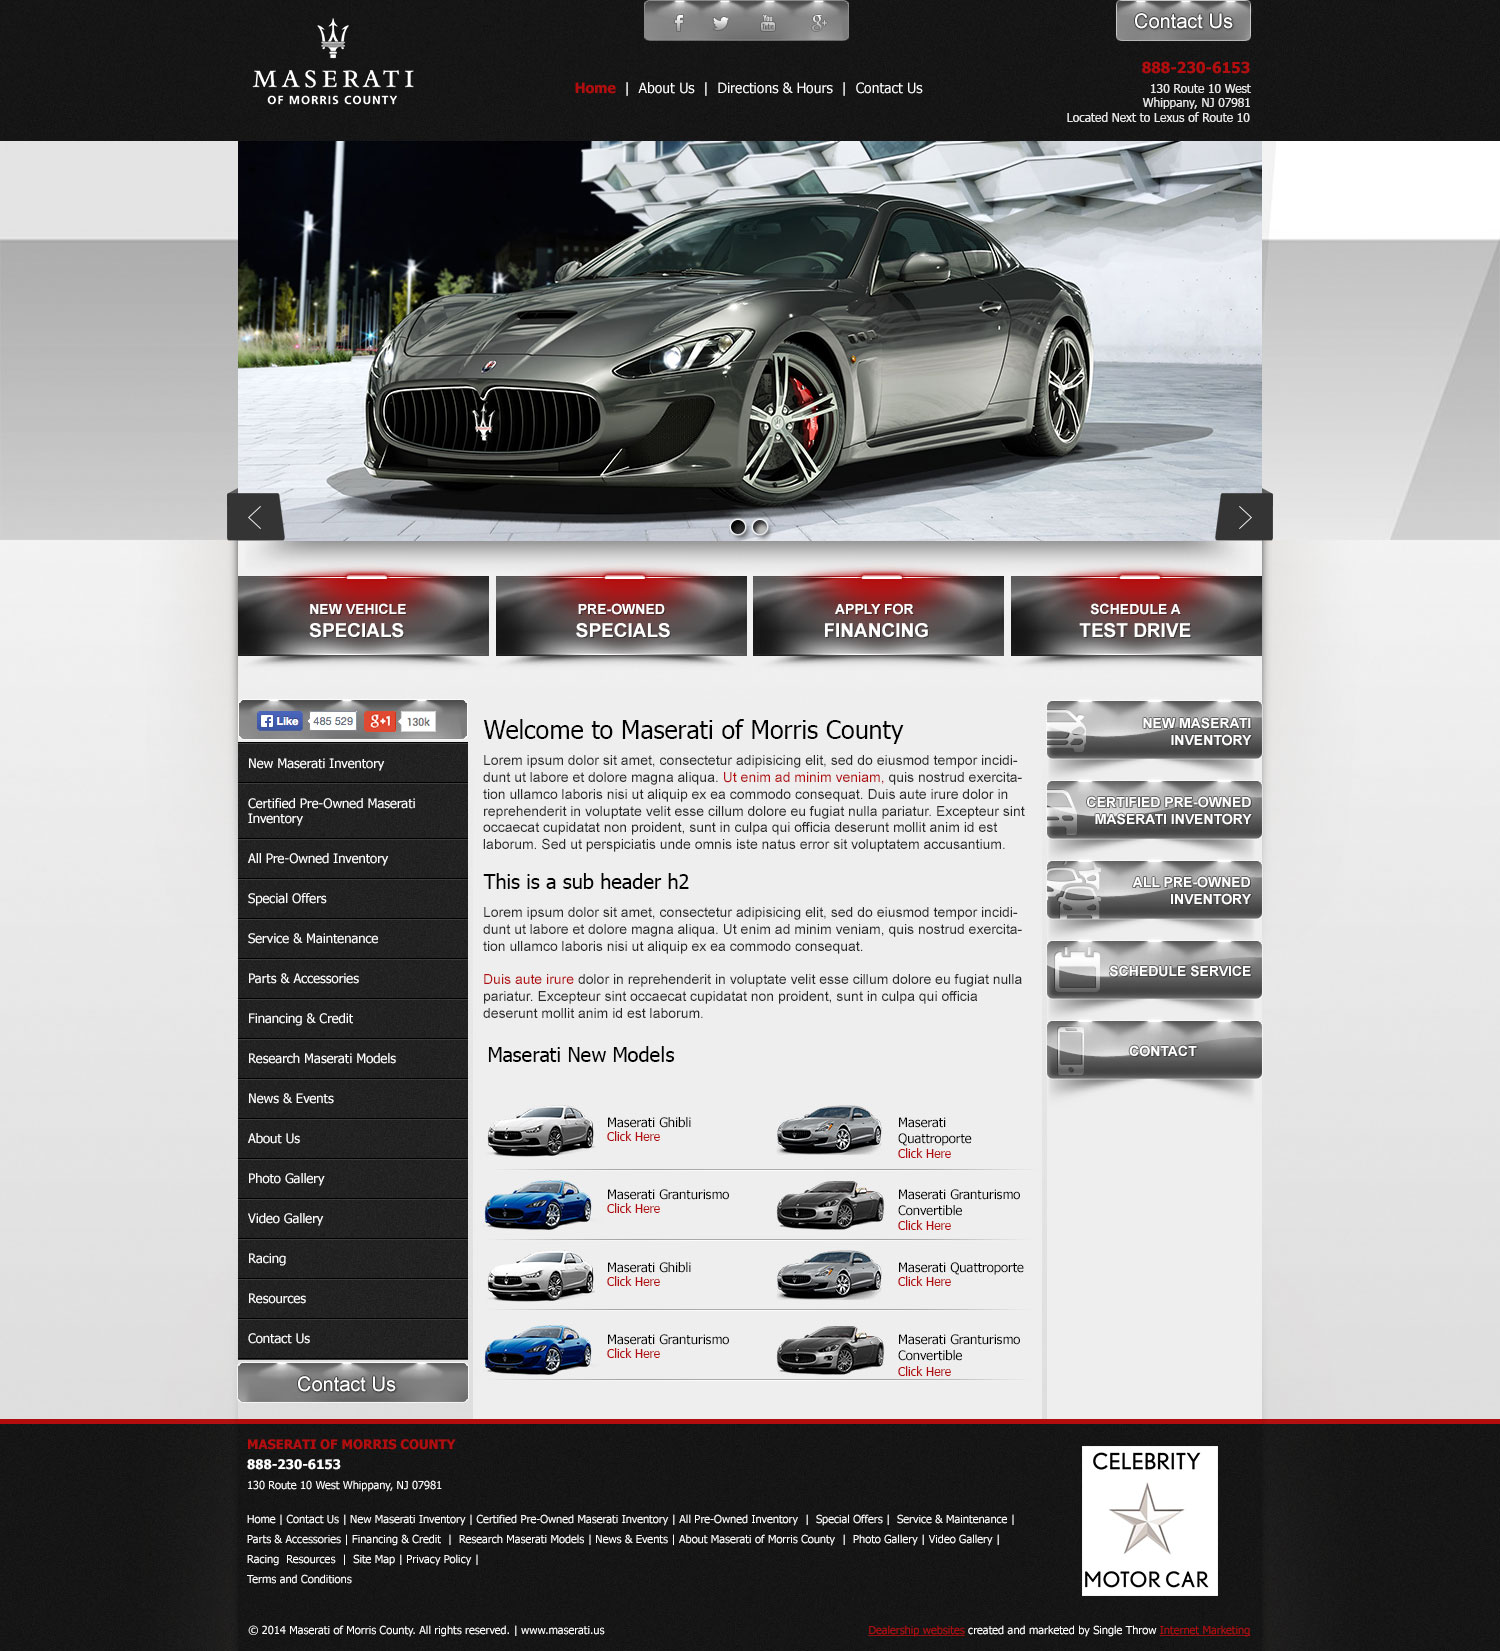 MASERATI
OF MORRIS COUNTY
f
You
Tube
g+
Contact Us
888-230-6153
130 Route 10 West
Whippany, NJ 07981
Located Next to Lexus of Route 10
Home | About Us | Directions & Hours | Contact Us
NEW VEHICLE
SPECIALS
PRE-OWNED
SPECIALS
APPLY FOR
FINANCING
SCHEDULE A
TEST DRIVE
f Like 485 529 g+1 130k
New Maserati Inventory
Certified Pre-Owned Maserati
Inventory
All Pre-Owned Inventory
Special Offers
Service & Maintenance
Parts & Accessories
Financing & Credit
Research Maserati Models
News & Events
About Us
Photo Gallery
Video Gallery
Racing
Resources
Contact Us
Contact Us
Welcome to Maserati of Morris County
Lorem ipsum dolor sit amet, consectetur adipisicing elit, sed do eiusmod tempor incidi-
dunt ut labore et dolore magna aliqua. Ut enim ad minim veniam, quis nostrud exercita-
tion ullamco laboris nisi ut aliquip ex ea commodo consequat. Duis aute irure dolor in
reprehenderit in voluptate velit esse cillum dolore eu fugiat nulla pariatur. Excepteur sint
occaecat cupidatat non proident, sunt in culpa qui officia deserunt mollit anim id est
laborum. Sed ut perspiciatis unde omnis iste natus error sit voluptatem accusantium.
This is a sub header h2
Lorem ipsum dolor sit amet, consectetur adipisicing elit, sed do eiusmod tempor incidi-
dunt ut labore et dolore magna aliqua. Ut enim ad minim veniam, quis nostrud exercita-
tion ullamco laboris nisi ut aliquip ex ea commodo consequat.
Duis aute irure dolor in reprehenderit in voluptate velit esse cillum dolore eu fugiat nulla
pariatur. Excepteur sint occaecat cupidatat non proident, sunt in culpa qui officia
deserunt mollit anim id est laborum.
Maserati New Models
Maserati Ghibli
Click Here
Maserati
Quattroporte
Click Here
Maserati Granturismo
Click Here
Maserati Granturismo
Convertible
Click Here
Maserati Ghibli
Click Here
Maserati Quattroporte
Click Here
Maserati Granturismo
Click Here
Maserati Granturismo
Convertible
Click Here
NEW MASERATI
INVENTORY
CERTIFIED PRE-OWNED
MASERATI INVENTORY
ALL PRE-OWNED
INVENTORY
SCHEDULE SERVICE
CONTACT
MASERATI OF MORRIS COUNTY
888-230-6153
130 Route 10 West Whippany, NJ 07981
Home | Contact Us | New Maserati Inventory | Certified Pre-Owned Maserati Inventory | All Pre-Owned Inventory | Special Offers | Service & Maintenance |
Parts & Accessories | Financing & Credit | Research Maserati Models | News & Events | About Maserati of Morris County | Photo Gallery | Video Gallery |
Racing Resources | Site Map | Privacy Policy |
Terms and Conditions
CELEBRITY
MOTOR CAR
© 2014 Maserati of Morris County. All rights reserved. | www.maserati.us
Dealership websites created and marketed by Single Throw Internet Marketing